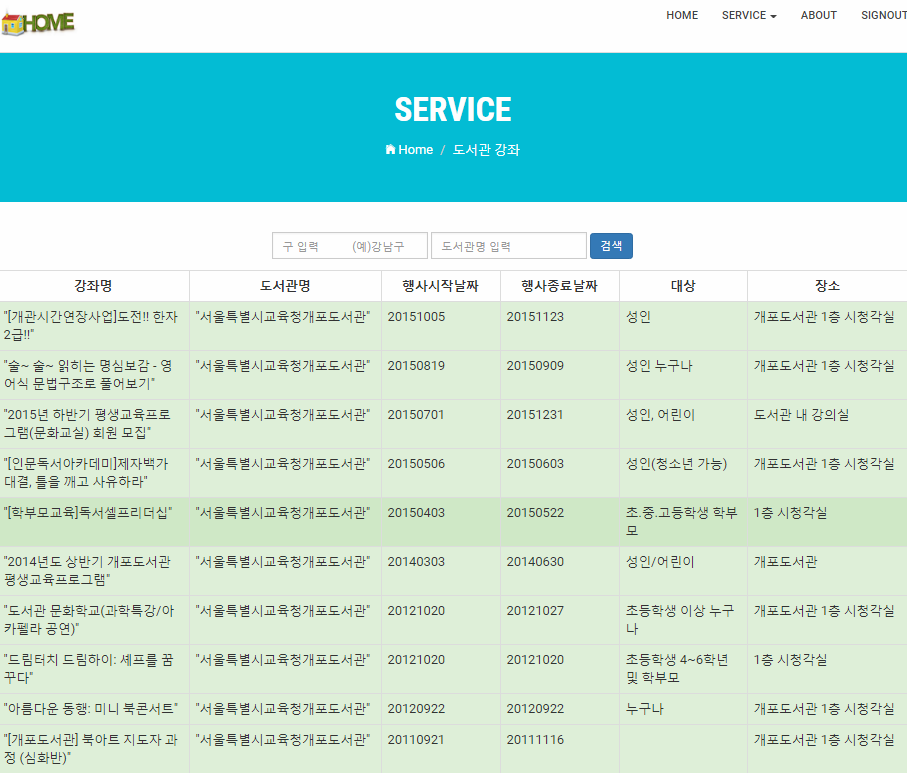 HOME
HOME SERVICE ABOUT SIGNOUT
SERVICE
Home / 도서관 강좌
구 입력 (예)강남구 도서관명 입력 검색
강좌명 도서관명 행사시작날짜 행사종료날짜 대상 장소
"[개관시간연장사업]도전!! 한자 "서울특별시교육청개포도서관" 20151005 20151123 성인 개포도서관 1층 시청각실
2급!!"
"술~ 술~ 읽히는 명심보감 - 영 "서울특별시교육청개포도서관" 20150819 20150909 성인 누구나 개포도서관 1층 시청각실
어식 문법구조로 풀어보기"
"2015년 하반기 평생교육프로 "서울특별시교육청개포도서관" 20150701 20151231 성인, 어린이 도서관 내 강의실
그램(문화교실) 회원 모집"
"[인문독서아카데미]제자백가 "서울특별시교육청개포도서관" 20150506 20150603 성인(청소년 가능) 개포도서관 1층 시청각실
대결, 틀을 깨고 사유하라"
"[학부모교육]독서셀프리더십" "서울특별시교육청개포도서관" 20150403 20150522 초.중.고등학생 학부 1층 시청각실
모
"2014년도 상반기 개포도서관 "서울특별시교육청개포도서관" 20140303 20140630 성인/어린이 개포도서관
평생교육프로그램"
"도서관 문화학교(과학특강/아 "서울특별시교육청개포도서관" 20121020 20121027 초등학생 이상 누구 개포도서관 1층 시청각실
카펠라 공연)" 나
"드림터치 드림하이: 셰프를 꿈 "서울특별시교육청개포도서관" 20121020 20121020 초등학생 4~6학년 1층 시청각실
꾸다" 및 학부모
"아름다운 동행: 미니 북콘서트" "서울특별시교육청개포도서관" 20120922 20120922 누구나 개포도서관 1층 시청각실
"[개포도서관] 북아트 지도자 과 "서울특별시교육청개포도서관" 20110921 20111116 개포도서관 1층 시청각실
정 (심화반)"